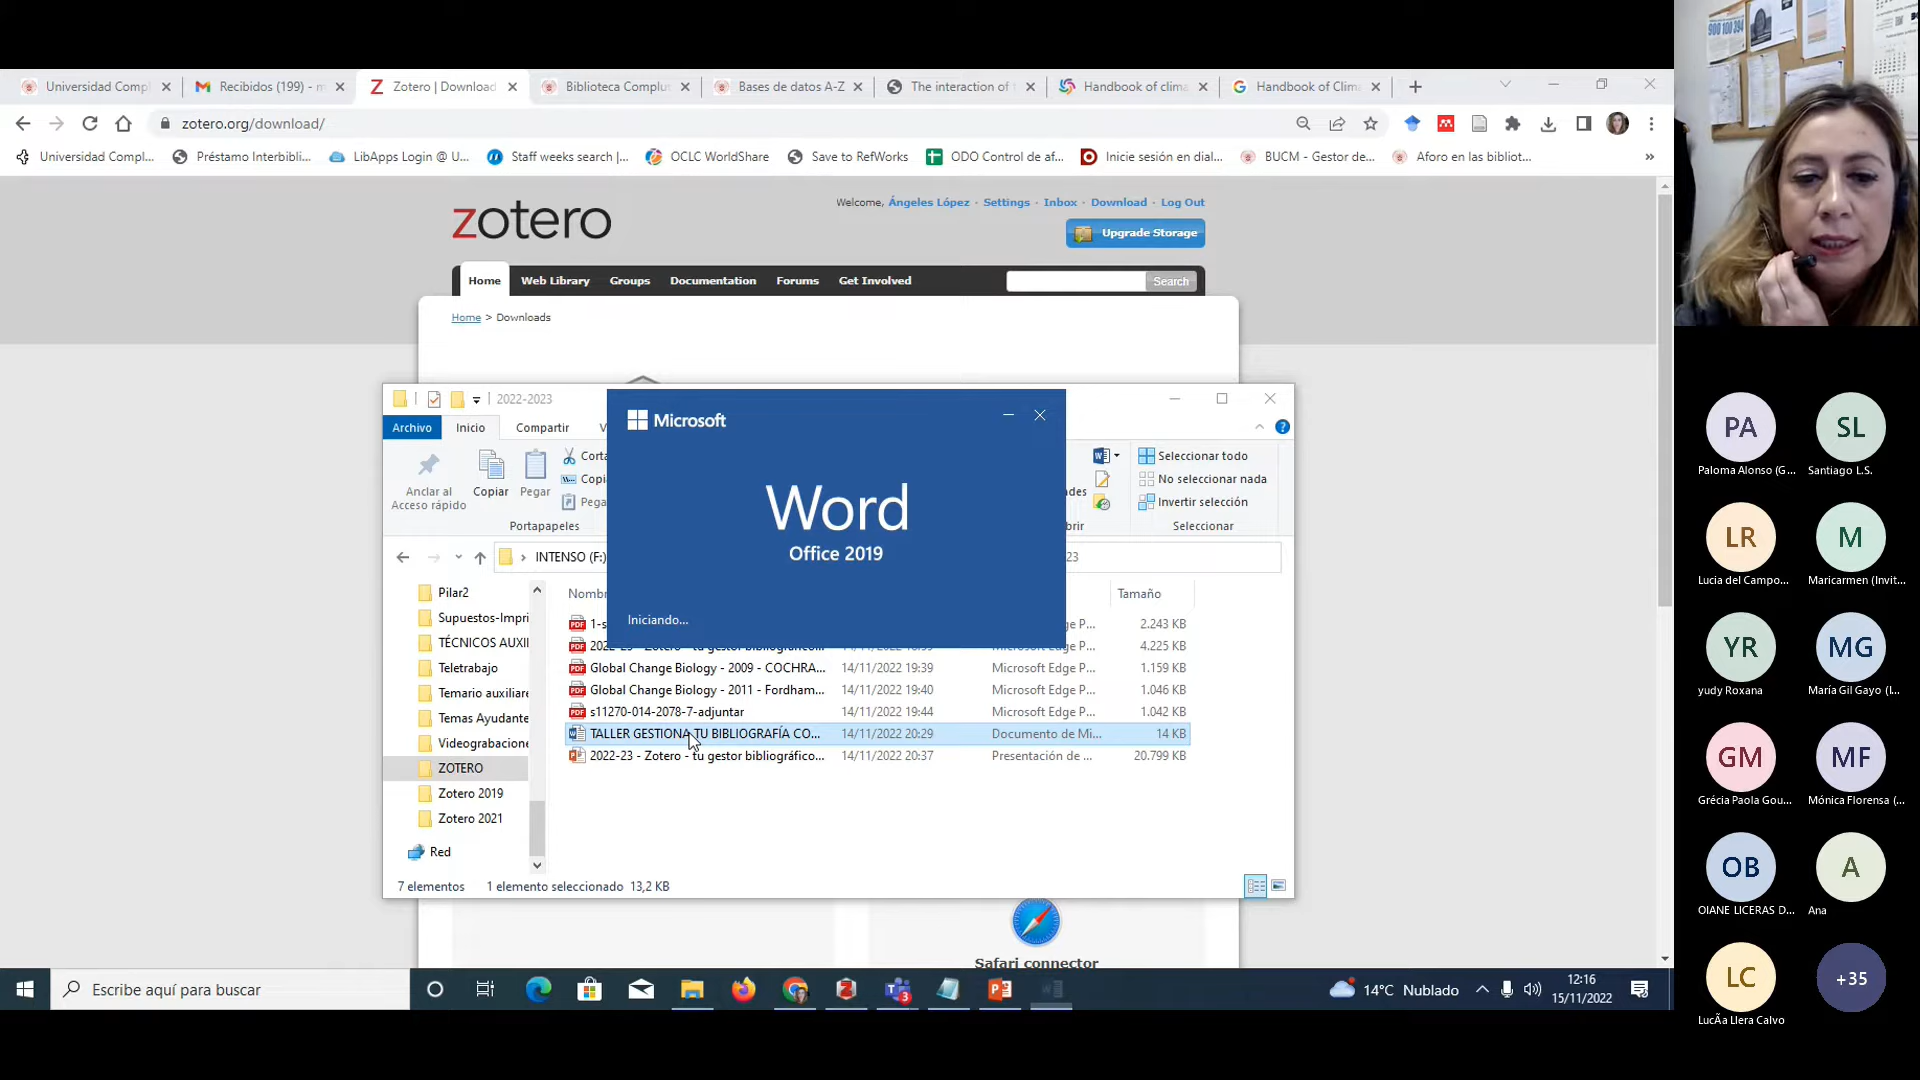 Universidad Compl
Recibidos (199) - m
Zotero | Download
Biblioteca Complut
Bases de datos A-Z
The interaction of
Handbook of clima
Handbook of Clima
zotero.org/download/
Universidad Compl...
Préstamo Interbibli...
LibApps Login @ U...
Staff weeks search |...
OCLC WorldShare
Save to RefWorks
ODO Control de af...
Inicie sesión en dial...
BUCM - Gestor de...
Aforo en las bibliot...
»
zotero
Welcome, Ángeles López · Settings · Inbox · Download · Log Out
Upgrade Storage
Home
Web Library
Groups
Documentation
Forums
Get Involved
Search
Home > Downloads
2022-2023
Archivo
Inicio
Compartir
Anclar al
Acceso rápido
Copiar
Pegar
Portapapeles
Seleccionar todo
No seleccionar nada
Invertir selección
Seleccionar
Microsoft
Word
Office 2019
Iniciando...
INTENSO (F:)
23
Tamaño
Pilar2
Supuestos-Impri
TÉCNICOS AUXI
Teletrabajo
Temario auxiliare
Temas Ayudante
Videograbacione
ZOTERO
Zotero 2019
Zotero 2021
Red
1-s
ge P...
2.243 KB
4.225 KB
Global Change Biology - 2009 - COCHRA...
14/11/2022 19:39
Microsoft Edge P...
1.159 KB
Global Change Biology - 2011 - Fordham...
14/11/2022 19:40
Microsoft Edge P...
1.046 KB
s11270-014-2078-7-adjuntar
14/11/2022 19:44
Microsoft Edge P...
1.042 KB
TALLER GESTIONA TU BIBLIOGRAFÍA CO...
14/11/2022 20:29
Documento de Mi...
14 KB
2022-23 - Zotero - tu gestor bibliográfico...
14/11/2022 20:37
Presentación de ...
20.799 KB
7 elementos
1 elemento seleccionado 13,2 KB
Safari connector
Escribe aquí para buscar
14°C Nublado
12:16
15/11/2022
900 100 394
PA
Paloma Alonso (G...
SL
Santiago L.S.
LR
Lucia del Campo...
M
Maricarmen (Invit...
YR
yudy Roxana
MG
María Gil Gayo (I...
GM
Grécia Paola Gou...
MF
Mónica Florensa (...
OB
OIANE LICERAS D...
A
Ana
LC
LucÃa Llera Calvo
+35